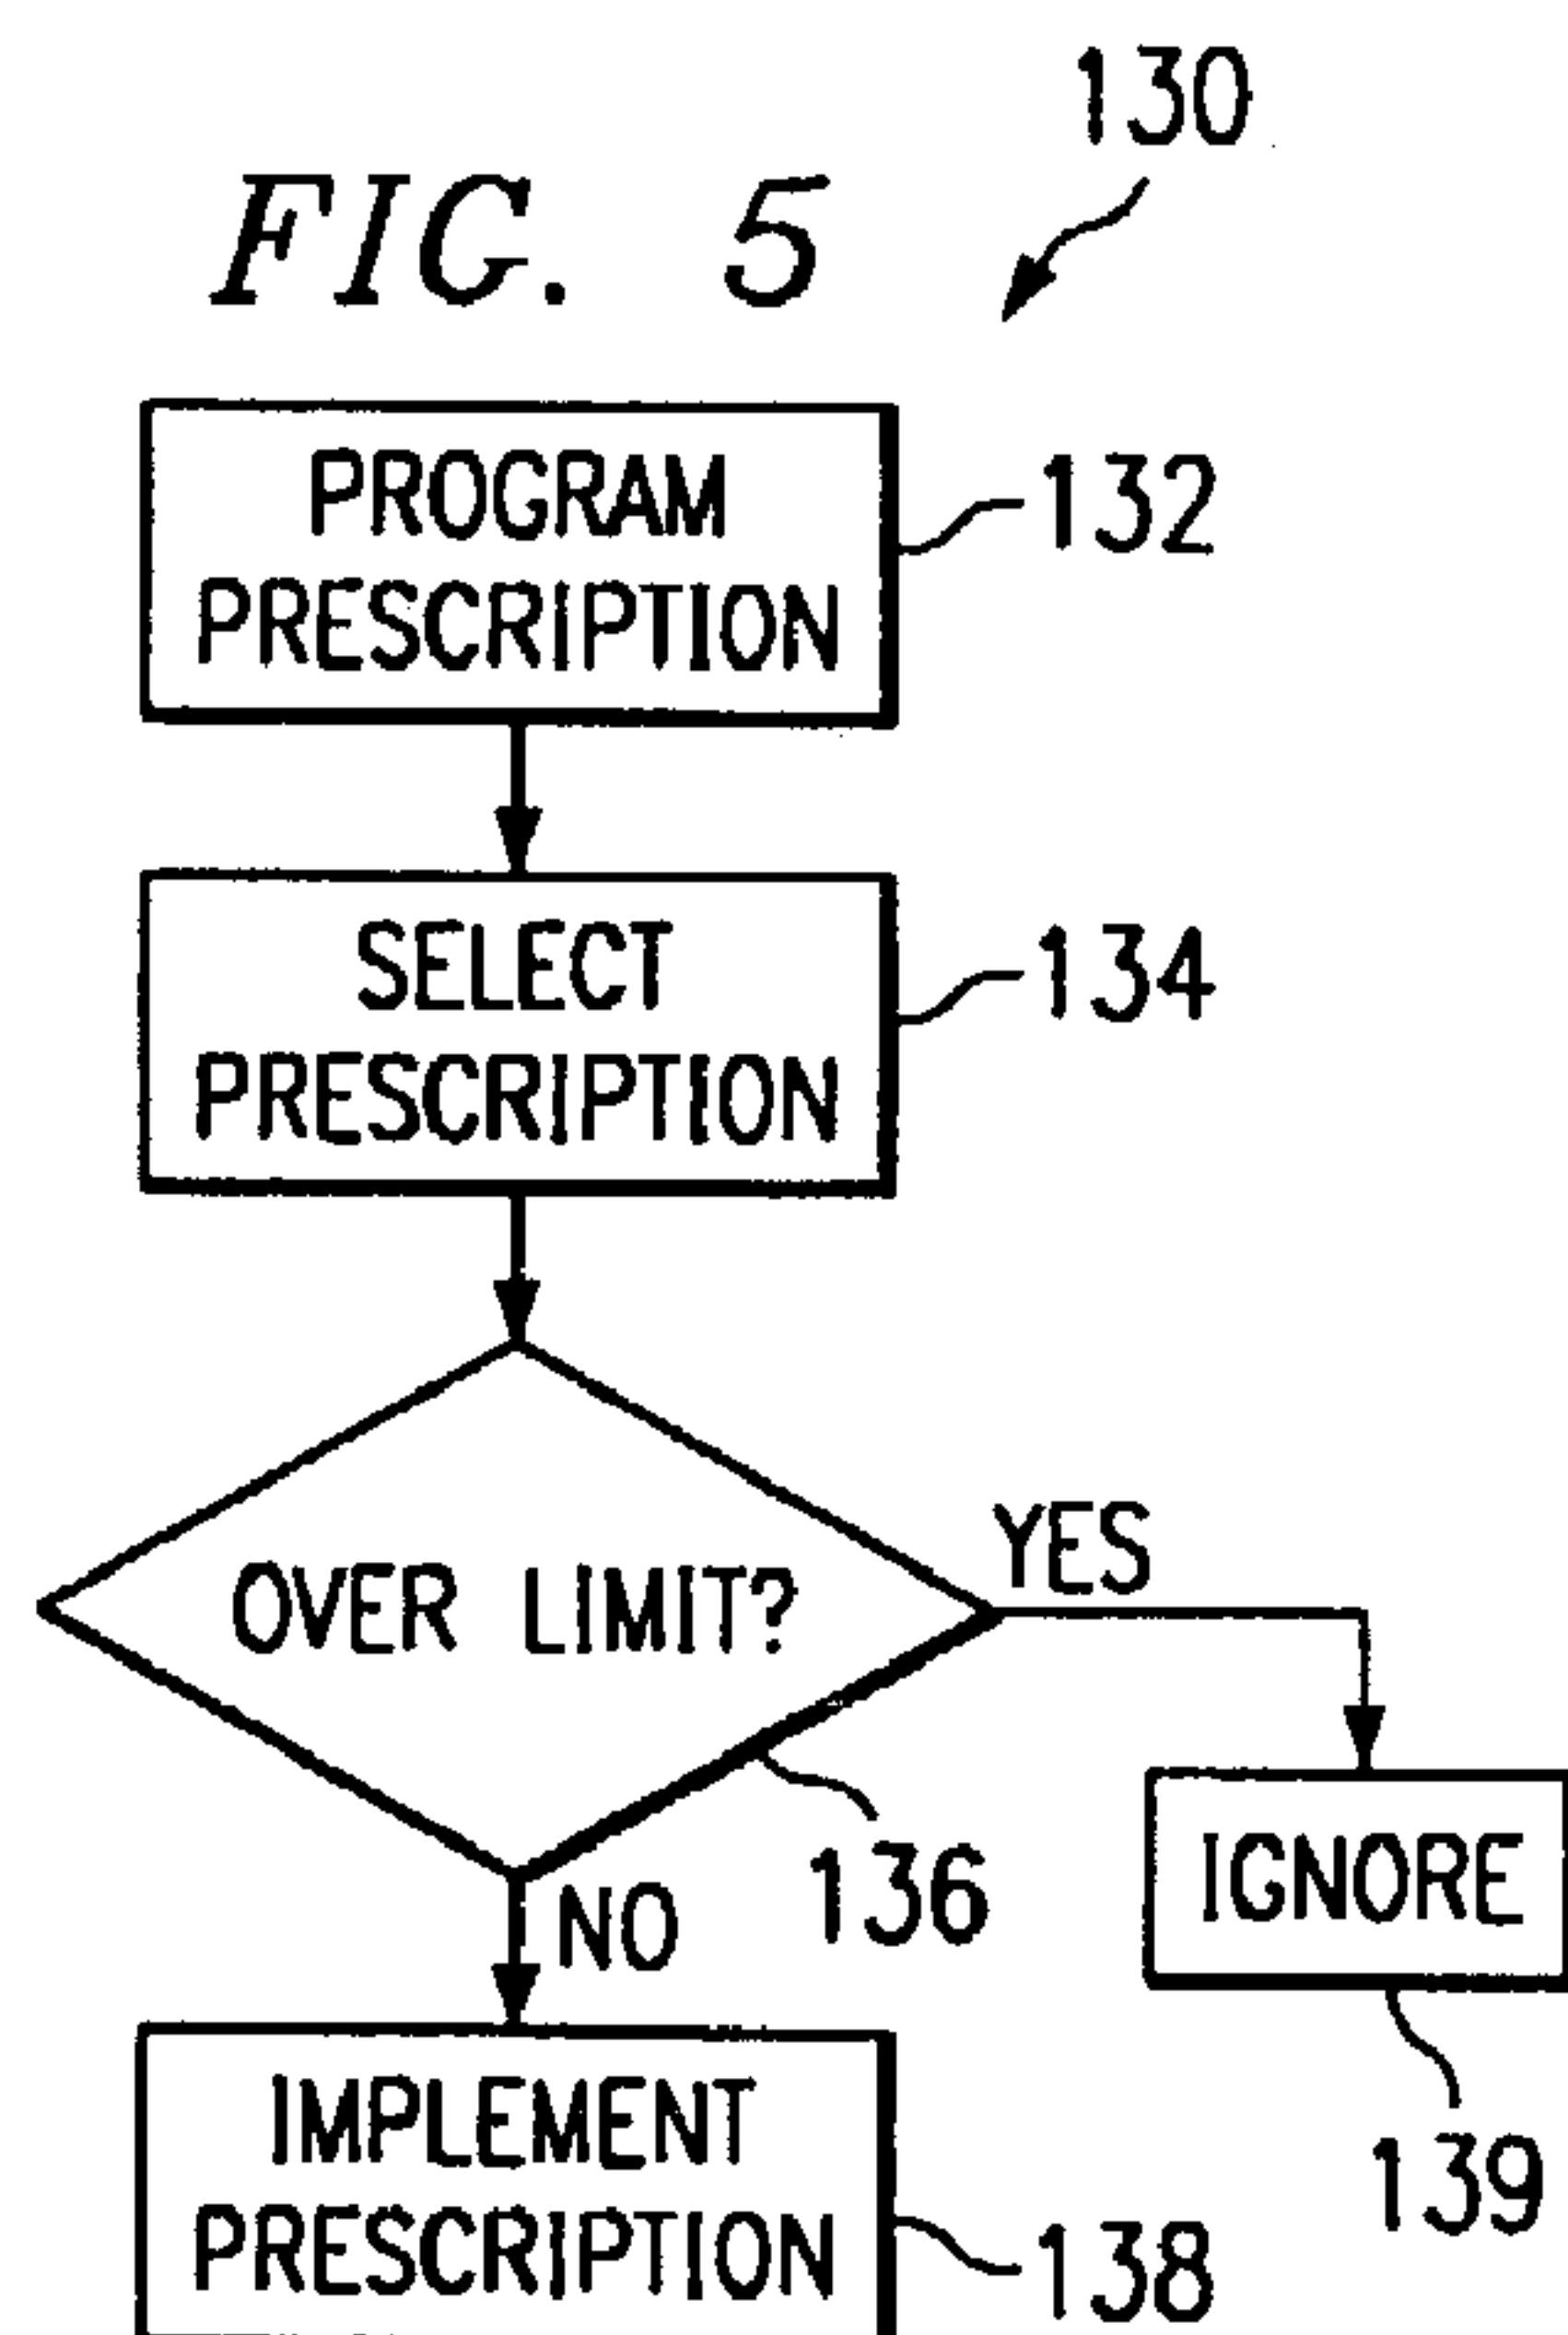 130
FIG. 5
PROGRAM
PRESCRIPTION
132
SELECT
PRESCRIPTION
134
OVER LIMIT?
YES
136
NO
IGNORE
139
IMPLEMENT
PRESCRIPTION
138